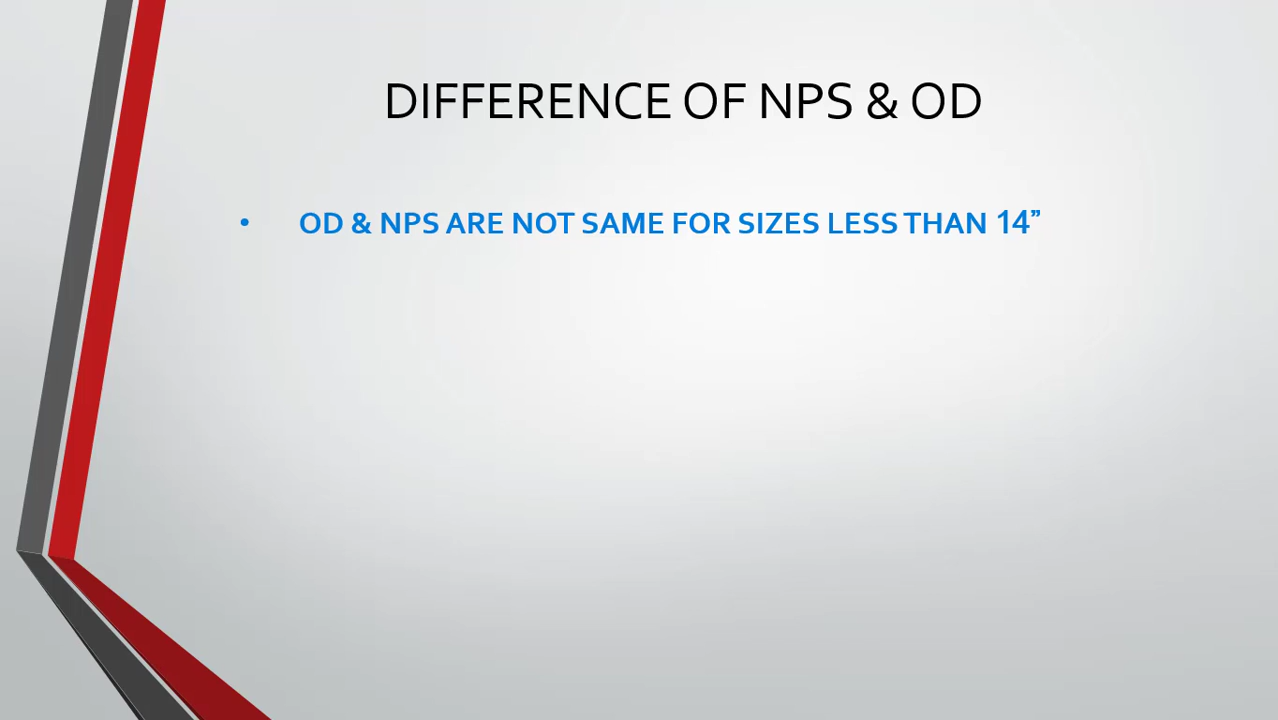 DIFFERENCE OF NPS & OD
• OD & NPS ARE NOT SAME FOR SIZES LESS THAN 14”